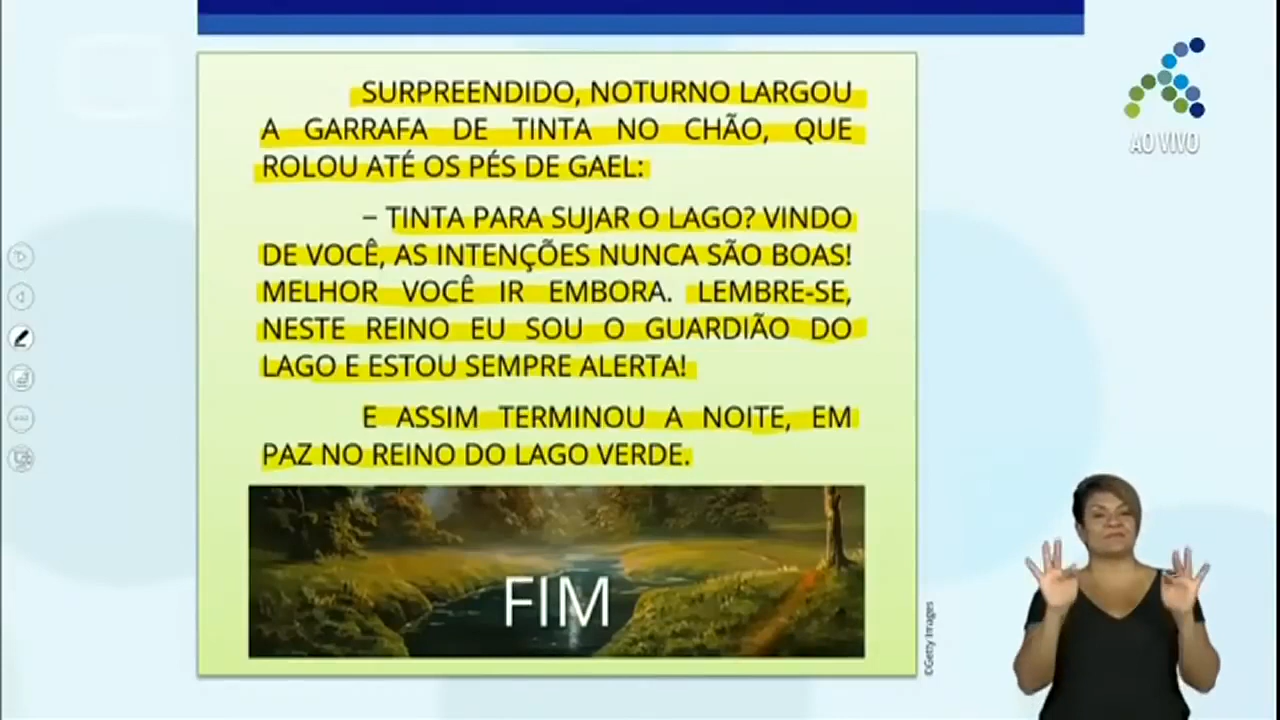 SURPREENDIDO, NOTURNO LARGOU
A GARRAFA DE TINTA NO CHÃO, QUE
ROLOU ATÉ OS PÉS DE GAEL:
– TINTA PARA SUJAR O LAGO? VINDO
DE VOCÊ, AS INTENÇÕES NUNCA SÃO BOAS!
MELHOR VOCÊ IR EMBORA. LEMBRE-SE,
NESTE REINO EU SOU O GUARDIÃO DO
LAGO E ESTOU SEMPRE ALERTA!
E ASSIM TERMINOU A NOITE, EM
PAZ NO REINO DO LAGO VERDE.
FIM
©Getty Images
AO VIVO